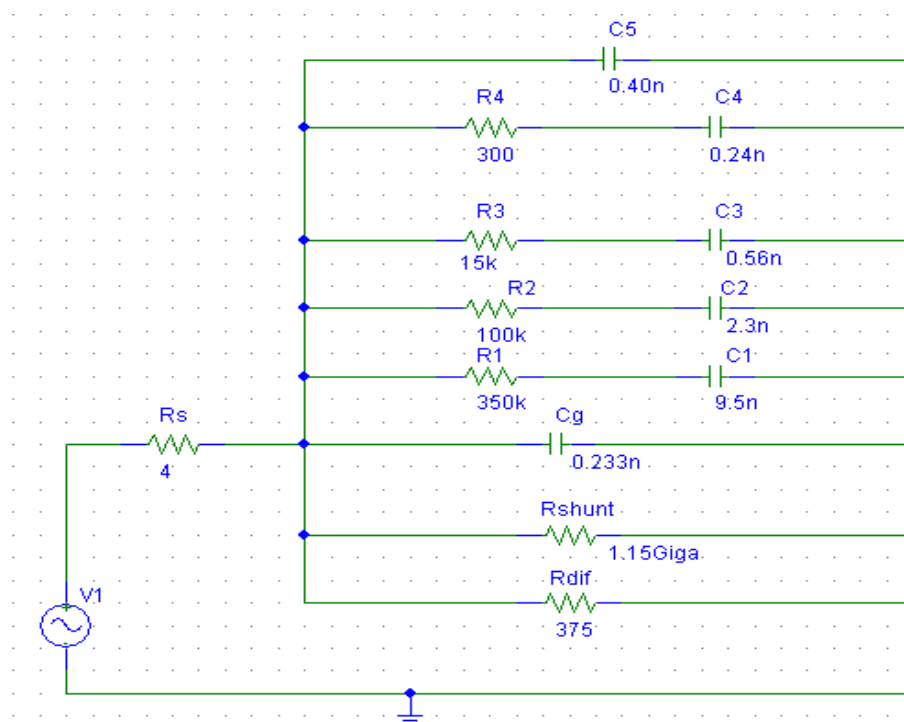 C5
0.40n
R4
C4
300
0.24n
R3
C3
15k
0.56n
R2
C2
100k
2.3n
R1
C1
350k
9.5n
Rs
Cg
4
0.233n
Rshunt
1.15Giga
Rdif
V1
375